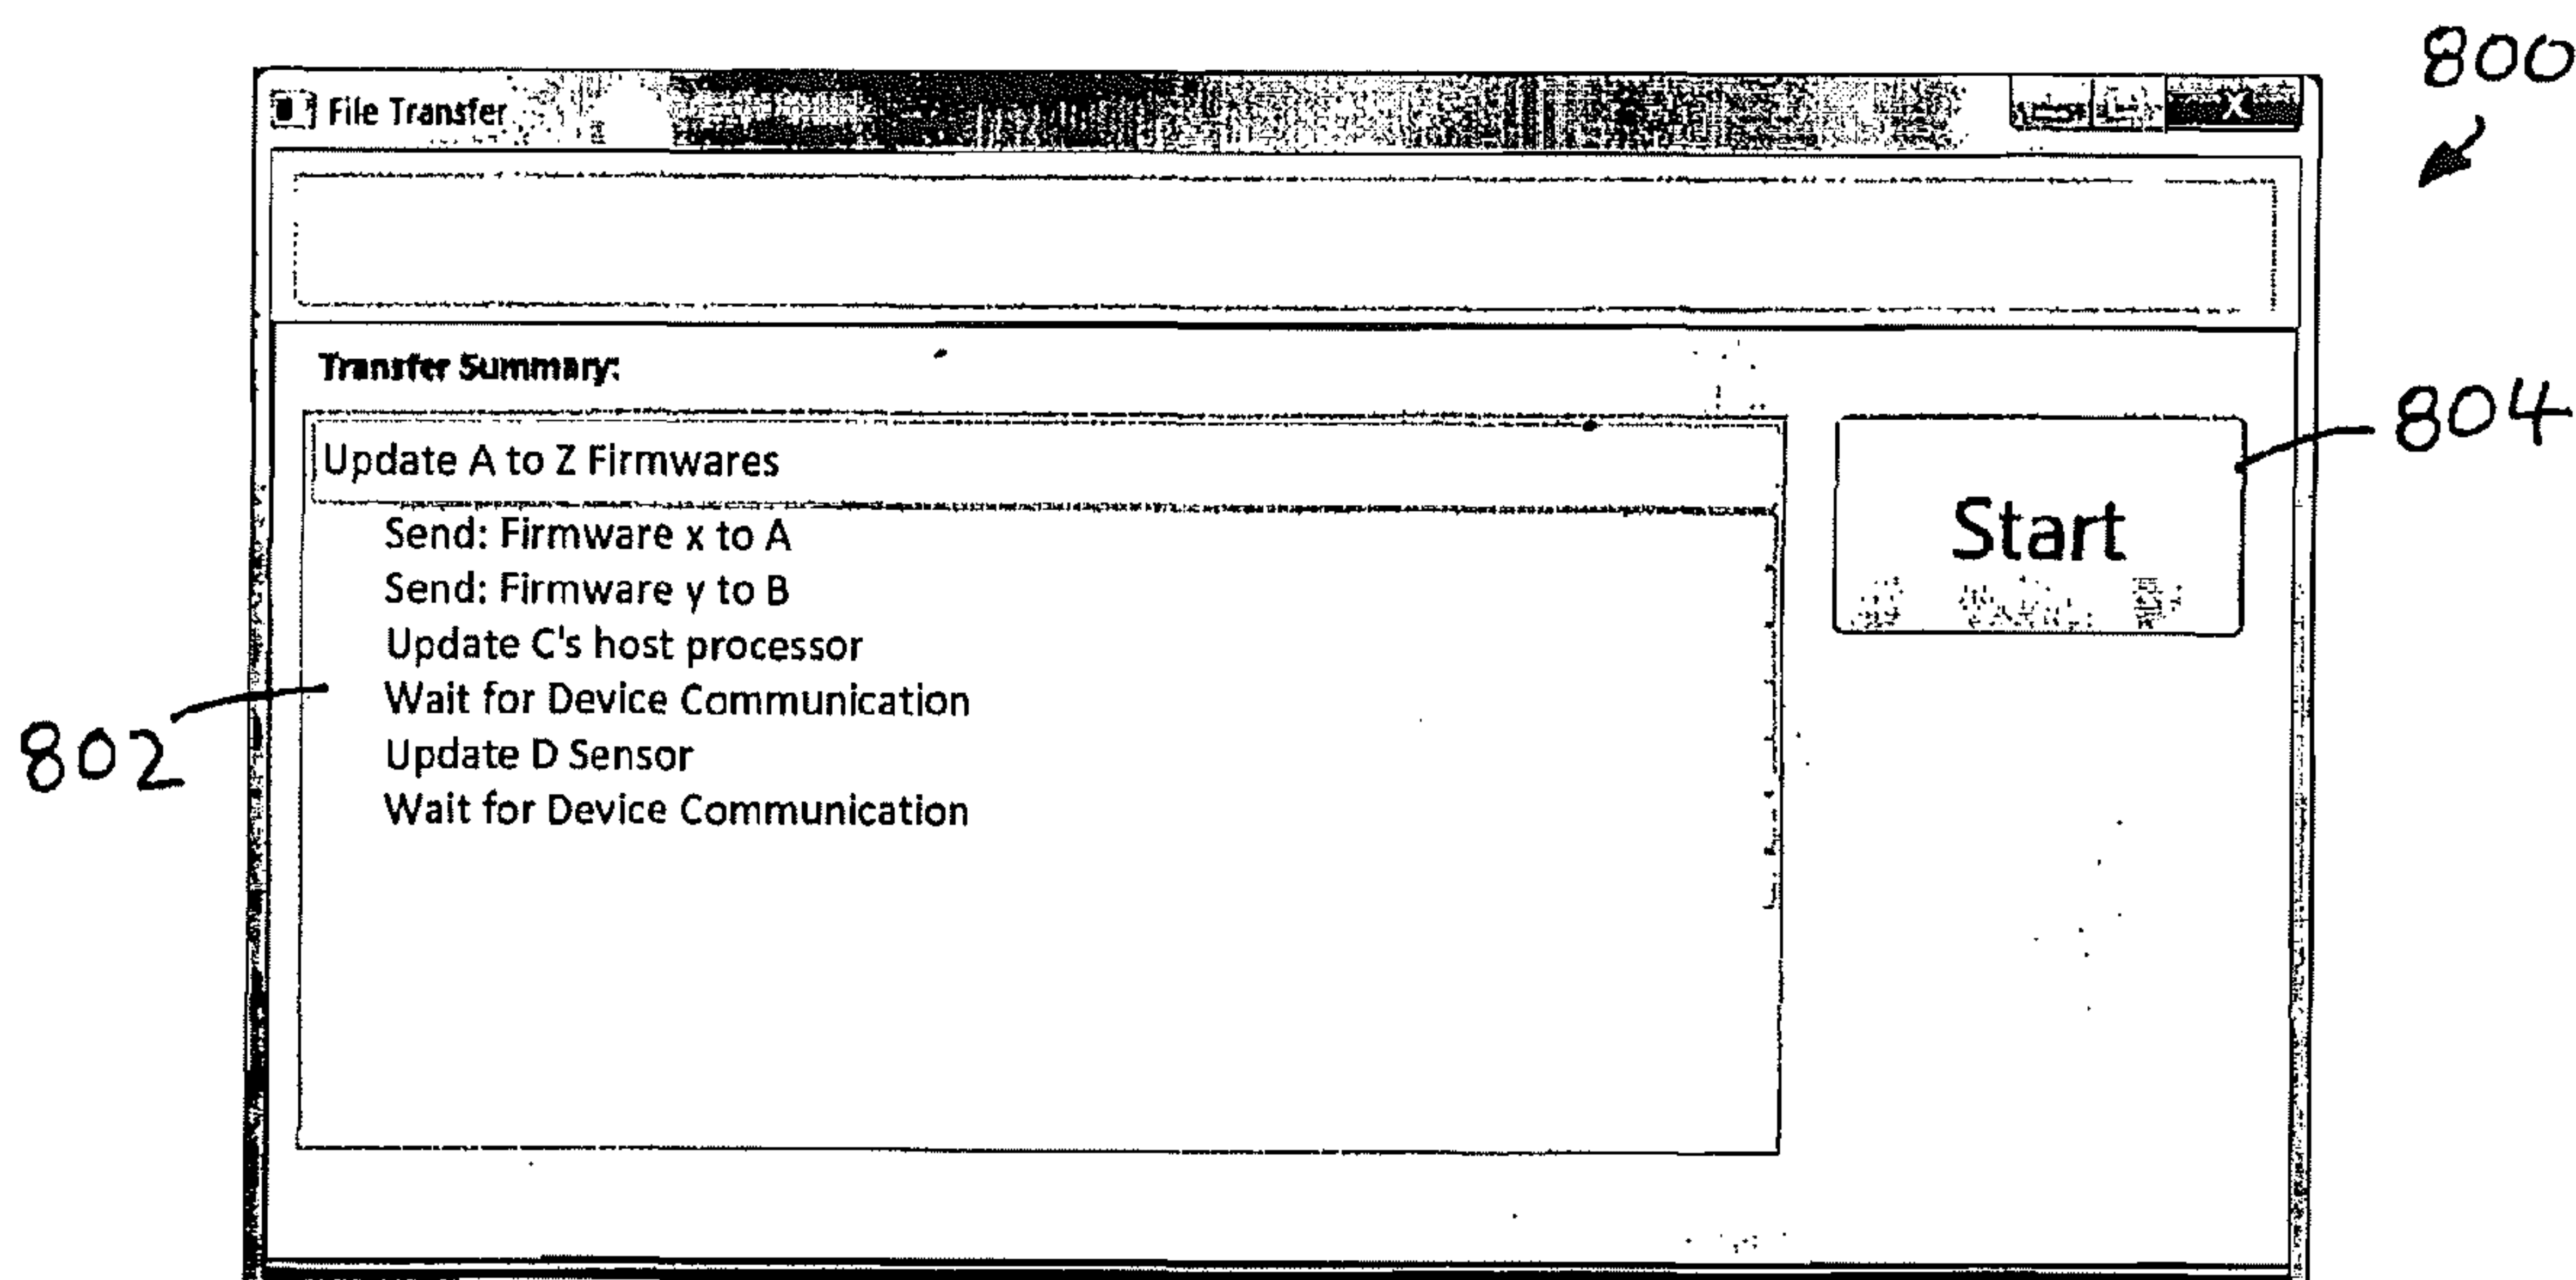 800
File Transfer
X
Transfer Summary:
804
Update A to Z Firmwares
Start
Send: Firmware x to A
Send: Firmware y to B
Update C's host processor
Wait for Device Communication
802
Update D Sensor
Wait for Device Communication